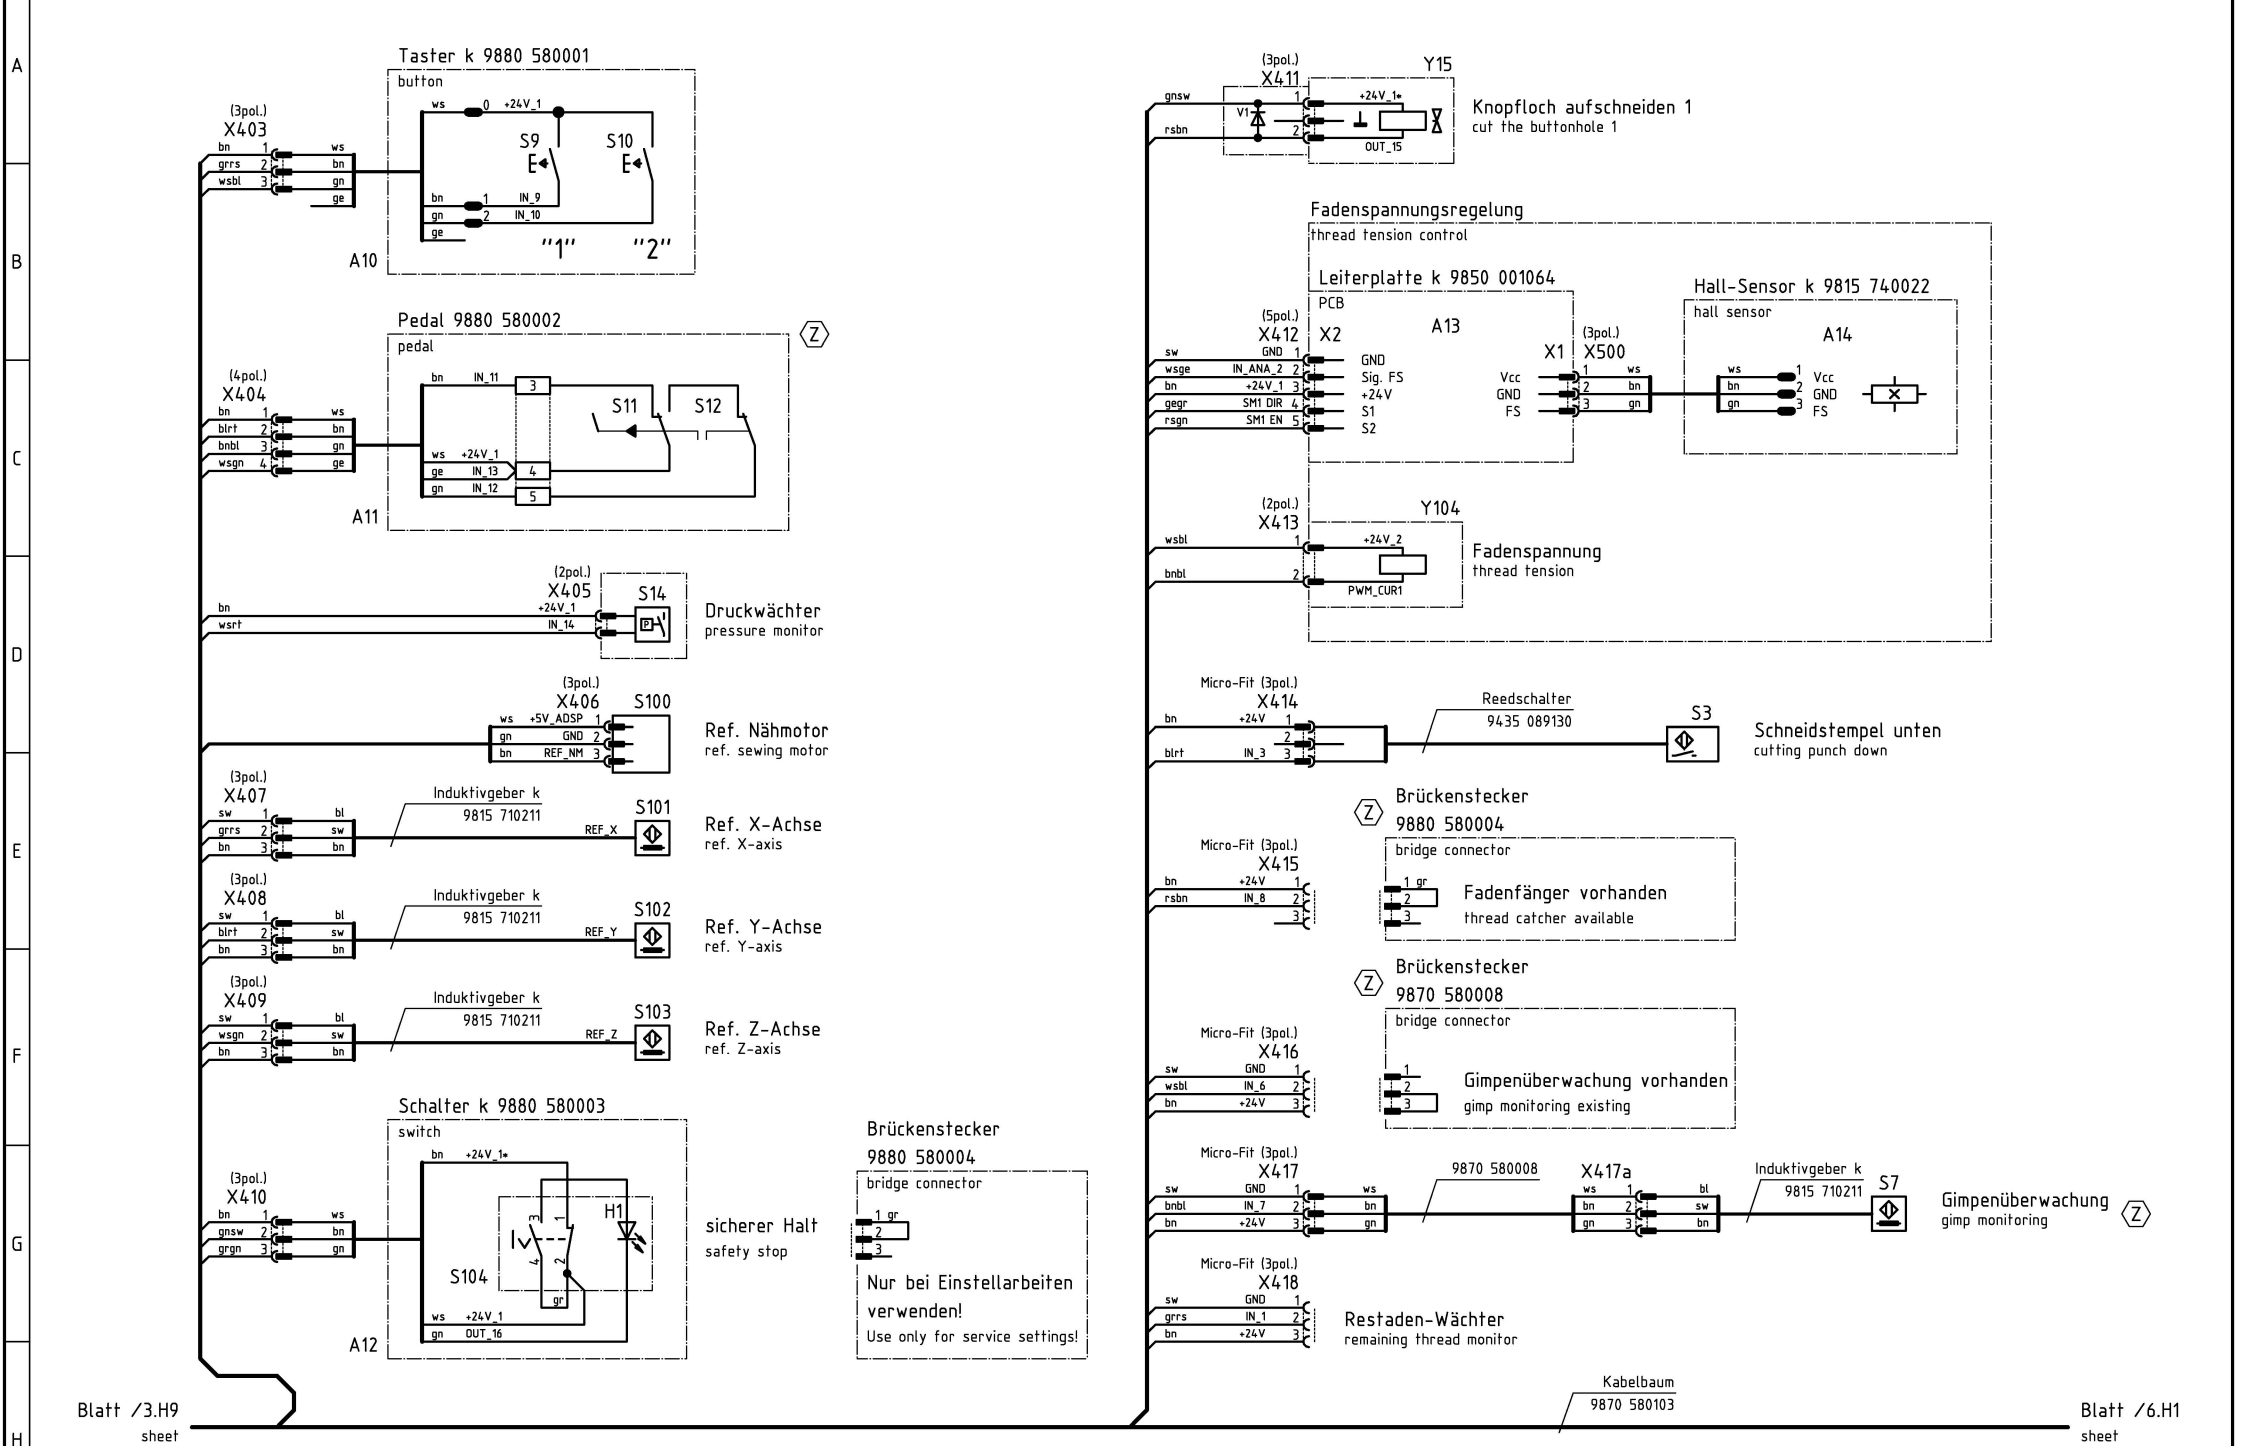 A
B
C
D
E
F
G
H
Taster k 9880 580001
button
(3pol.)
X403
bn 1 ws
grrs 2 bn
wsbl 3 gn
ge
ws 0 +24V_1
S9 S10
E E
bn 1 IN_9
gn 2 IN_10
ge
"1" "2"
A10
Pedal 9880 580002
pedal
Z
(4pol.)
X404
bn 1 ws
blrt 2 bn
bnbl 3 gn
wsgn 4 ge
bn IN_11 3
S11 S12
ws +24V_1
ge IN_13 4
gn IN_12 5
A11
(2pol.)
X405
S14
bn +24V_1
wsrt IN_14
P
Druckwächter
pressure monitor
(3pol.)
X406
S100
ws +5V_ADSP 1
gn GND 2
bn REF_NM 3
Ref. Nähmotor
ref. sewing motor
(3pol.)
X407
sw 1 bl
grrs 2 sw
bn 3 bn
Induktivgeber k
9815 710211
REF_X
S101
Ref. X-Achse
ref. X-axis
(3pol.)
X408
sw 1 bl
blrt 2 sw
bn 3 bn
Induktivgeber k
9815 710211
REF_Y
S102
Ref. Y-Achse
ref. Y-axis
(3pol.)
X409
sw 1 bl
wsgn 2 sw
bn 3 bn
Induktivgeber k
9815 710211
REF_Z
S103
Ref. Z-Achse
ref. Z-axis
Schalter k 9880 580003
switch
(3pol.)
X410
bn 1 ws
gnsw 2 bn
grgn 3 gn
bn +24V_1*
3 1
H1
4 2
S104
gr
ws +24V_1
gn OUT_16
A12
sicherer Halt
safety stop
Brückenstecker
9880 580004
bridge connector
1 gr
2
3
Nur bei Einstellarbeiten
verwenden!
Use only for service settings!
Blatt /3.H9
sheet
(3pol.)
X411
Y15
gnsw 1 +24V_1*
V1
rsbn 2 OUT_15
Knopfloch aufschneiden 1
cut the buttonhole 1
Fadenspannungsregelung
thread tension control
Leiterplatte k 9850 001064
PCB
(5pol.)
X412 X2
A13
sw GND 1 GND
wsge IN_ANA_2 2 Sig. FS
bn +24V_1 3 +24V
gegr SM1 DIR 4 S1
rsgn SM1 EN 5 S2
X1
(3pol.)
X500
Vcc 1 ws
GND 2 bn
FS 3 gn
Hall-Sensor k 9815 740022
hall sensor
A14
ws 1 Vcc
bn 2 GND
gn 3 FS
(2pol.)
X413
Y104
wsbl 1 +24V_2
bnbl 2
PWM_CUR1
Fadenspannung
thread tension
Micro-Fit (3pol.)
X414
bn +24V 1
2
blrt IN_3 3
Reedschalter
9435 089130
S3
Schneidstempel unten
cutting punch down
Micro-Fit (3pol.)
X415
bn +24V 1
rsbn IN_8 2
3
Z
Brückenstecker
9880 580004
bridge connector
1 gr
2
3
Fadenfänger vorhanden
thread catcher available
Micro-Fit (3pol.)
X416
sw GND 1
wsbl IN_6 2
bn +24V 3
Z
Brückenstecker
9870 580008
bridge connector
1
2
3
Gimpenüberwachung vorhanden
gimp monitoring existing
Micro-Fit (3pol.)
X417
sw GND 1 ws
bnbl IN_7 2 bn
bn +24V 3 gn
9870 580008
X417a
ws 1 bl
bn 2 sw
gn 3 bn
Induktivgeber k
9815 710211
S7
Gimpenüberwachung
gimp monitoring
Z
Micro-Fit (3pol.)
X418
sw GND 1
grrs IN_1 2
bn +24V 3
Restaden-Wächter
remaining thread monitor
Kabelbaum
9870 580103
Blatt /6.H1
sheet